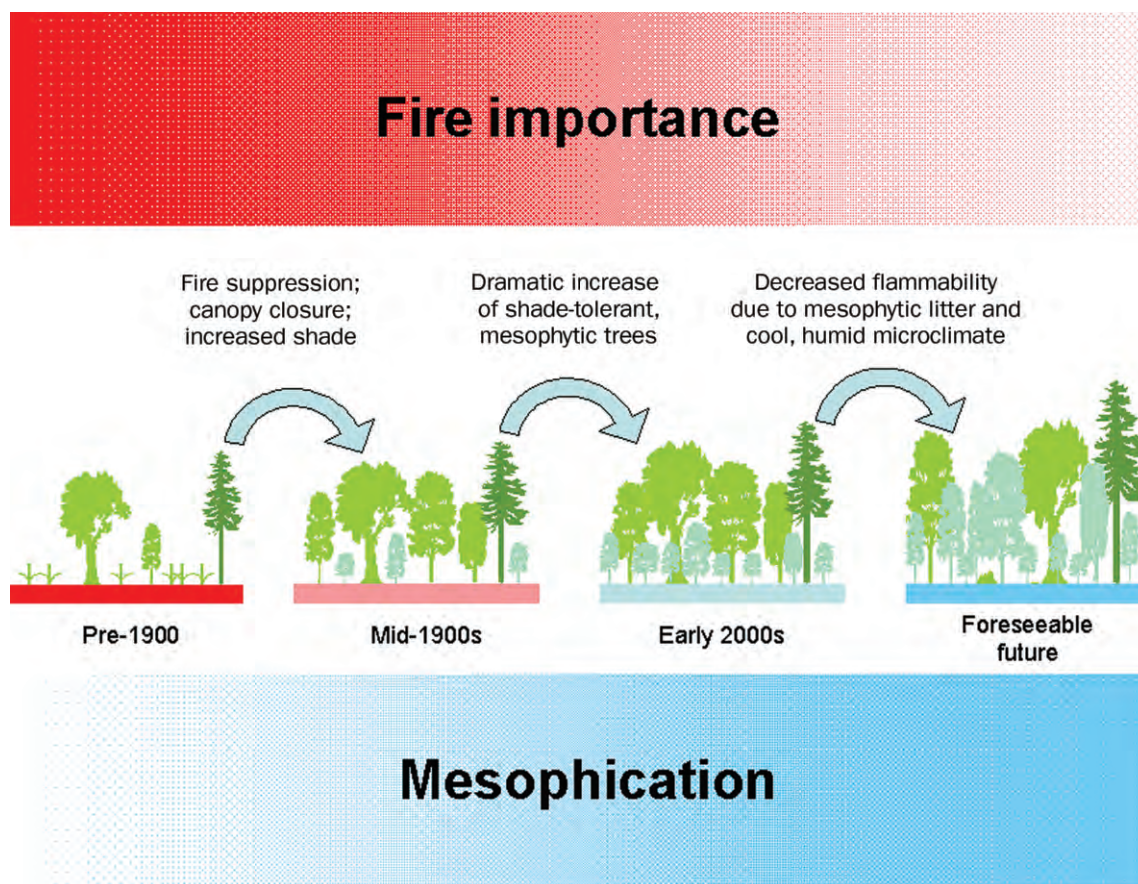 Fire importance
Fire suppression;
canopy closure;
increased shade
Dramatic increase
of shade-tolerant,
mesophytic trees
Decreased flammability
due to mesophytic litter and
cool, humid microclimate
Pre-1900
Mid-1900s
Early 2000s
Foreseeable
future
Mesophication